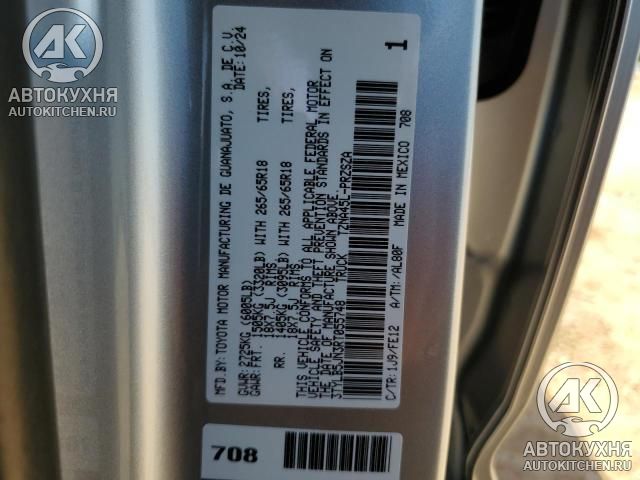 MFD.BY:TOYOTA MOTOR MANUFACTURING DE GUANAJUATO, S.A. DE C.V.
DATE: 10/24
GVWR: 2725KG (6005LB)
GAWR: FRT. 1505KG (3320LB) WITH 265/65R18 TIRES,
18X7.5J RIMS
RR. 1405KG (3095LB) WITH 265/65R18 TIRES,
18X7.5J RIMS
THIS VEHICLE CONFORMS TO ALL APPLICABLE FEDERAL MOTOR
VEHICLE SAFETY AND THEFT PREVENTION STANDARDS IN EFFECT ON
THE DATE OF MANUFACTURE SHOWN ABOVE.
3TYLB5JN3RT055748 TRUCK TZNA45L-PRZSZA
C/TR: 1J9/FE12 A/TM: /AL80F MADE IN MEXICO 708
1
708
АК
АВТОКУХНЯ
AUTOKITCHEN.RU
АК
АВТОКУХНЯ
AUTOKITCHEN.RU